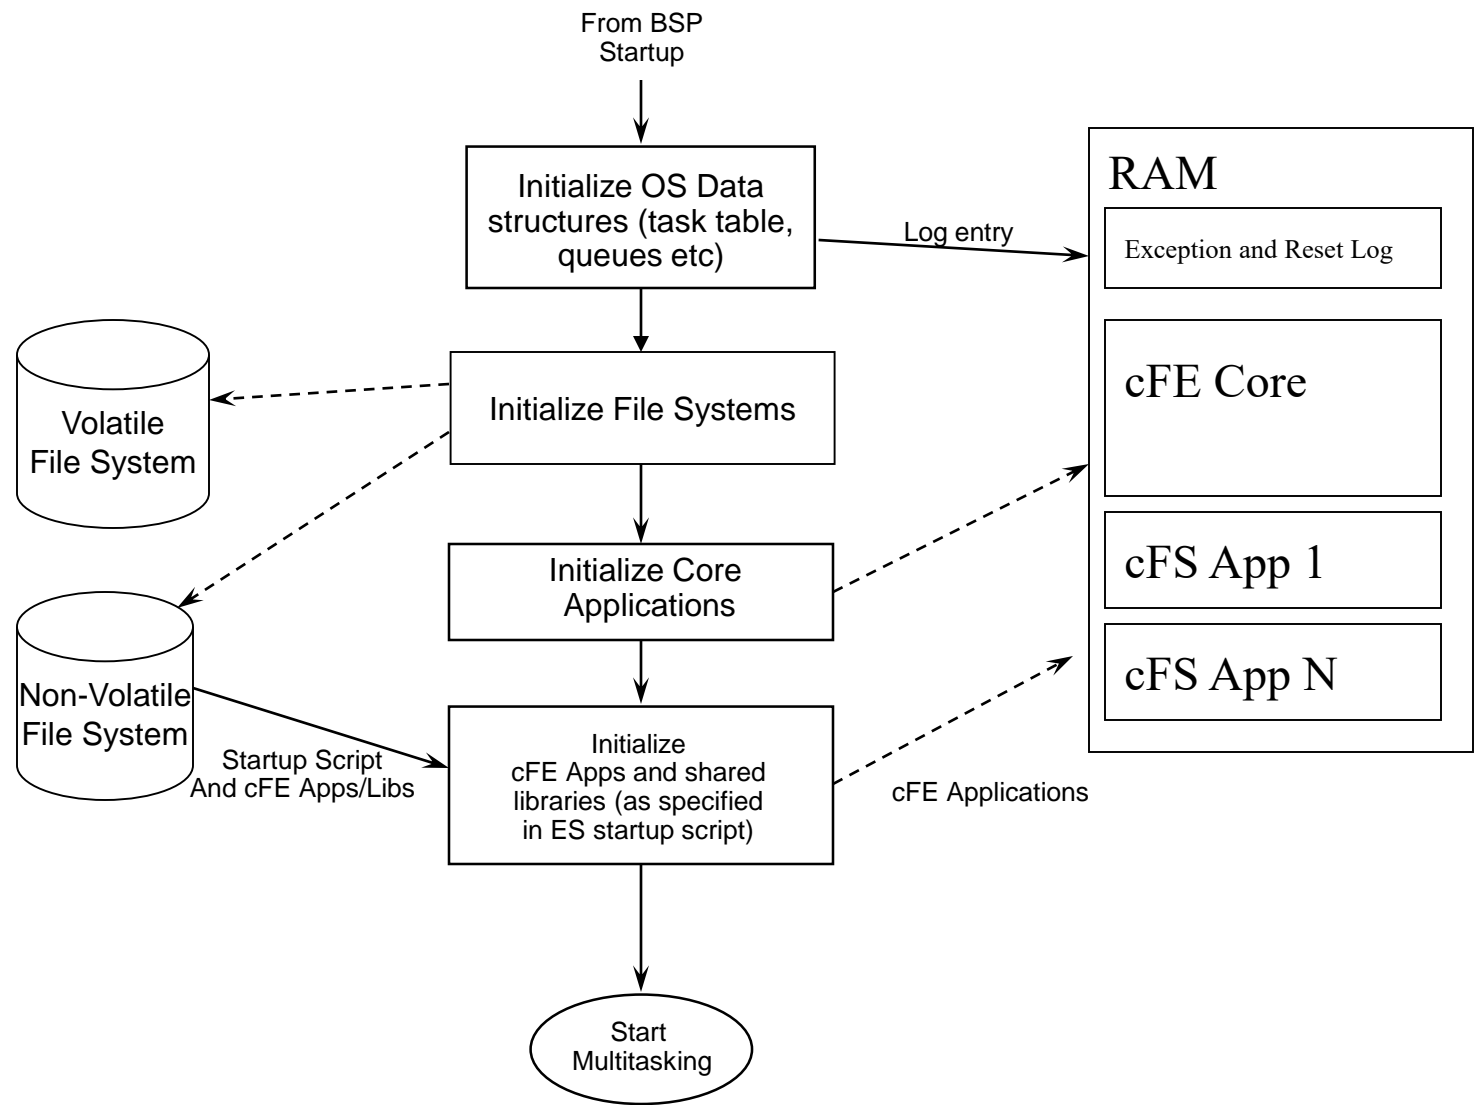 From BSP
Startup
Initialize OS Data
structures (task table,
queues etc)
Log entry
RAM
Exception and Reset Log
cFE Core
cFS App 1
cFS App N
Volatile
File System
Initialize File Systems
Initialize Core
Applications
Non-Volatile
File System
Startup Script
And cFE Apps/Libs
Initialize
cFE Apps and shared
libraries (as specified
in ES startup script)
cFE Applications
Start
Multitasking